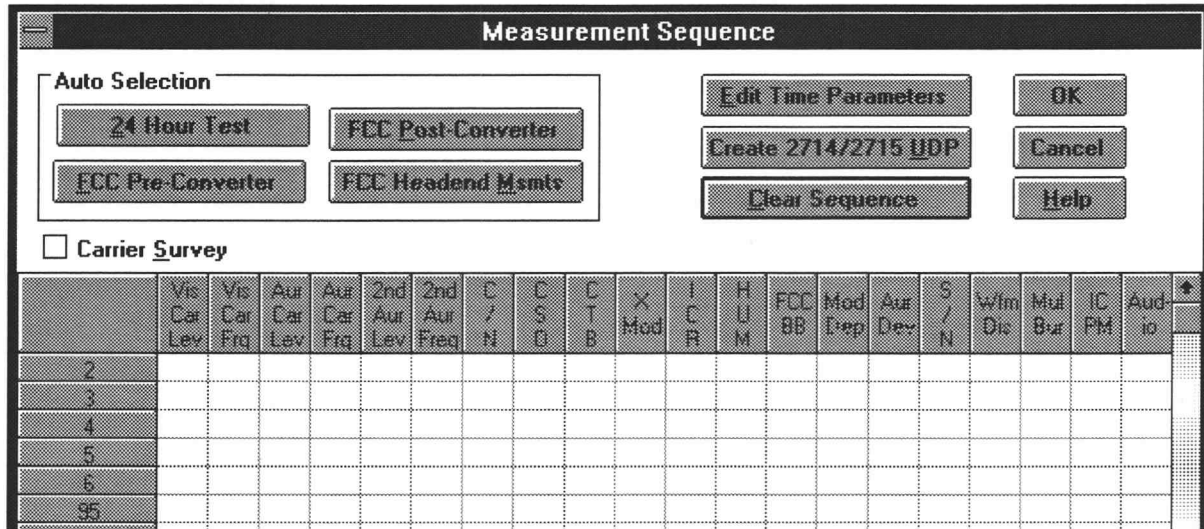 Measurement Sequence
Auto Selection
24 Hour Test
FCC Post-Converter
FCC Pre-Converter
FCC Headend Msmts
Edit Time Parameters
OK
Create 2714/2715 UDP
Cancel
Clear Sequence
Help
Carrier Survey
Vis Car Lev
Vis Car Frq
Aur Car Lev
Aur Car Frq
2nd Aur Lev
2nd Aur Freq
C / N
C S O
C T B
X Mod
I C R
H U M
FCC BB
Mod Dep
Aur Dev
S / N
Wfm Dis
Mul Bur
IC PM
Aud-io
2
3
4
5
6
95